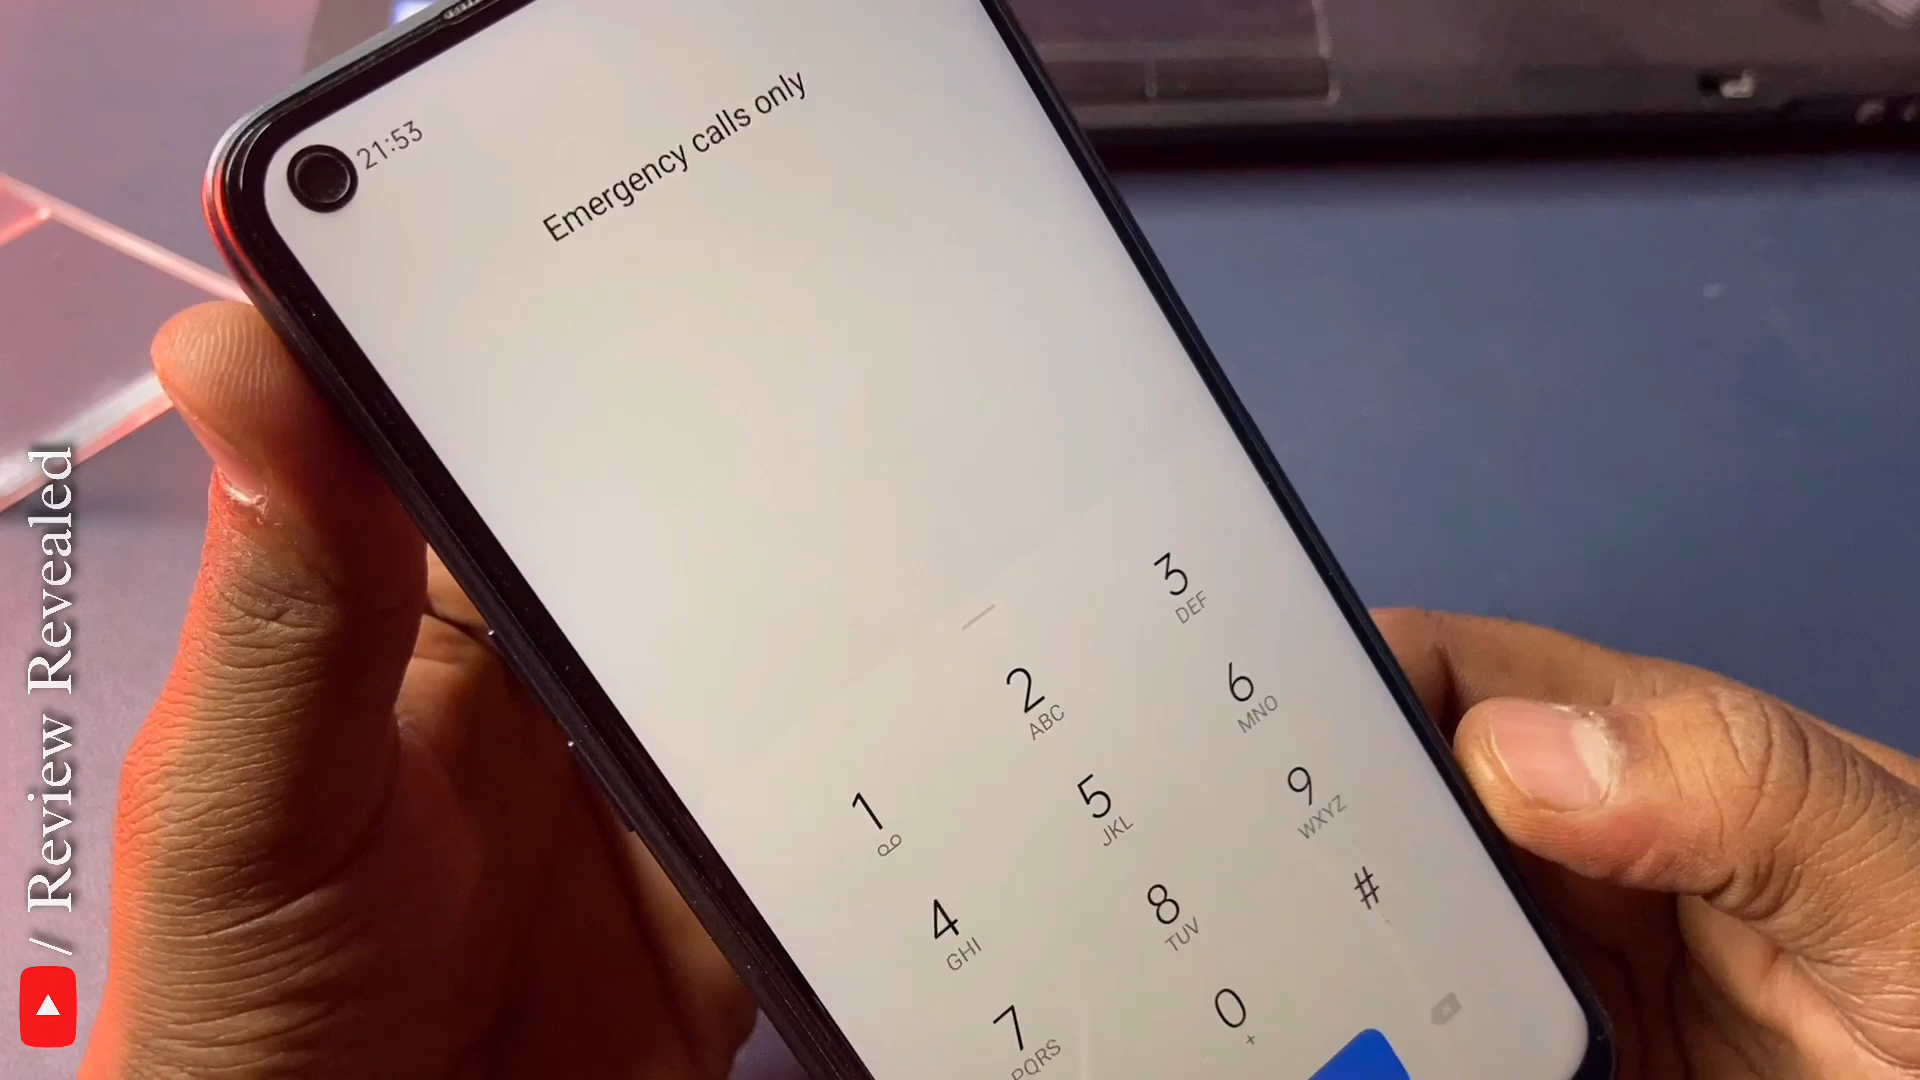 21:53
Emergency calls only
1
2
ABC
3
DEF
4
GHI
5
JKL
6
MNO
7
PQRS
8
TUV
9
WXYZ
0
+
#
/ Review Revealed